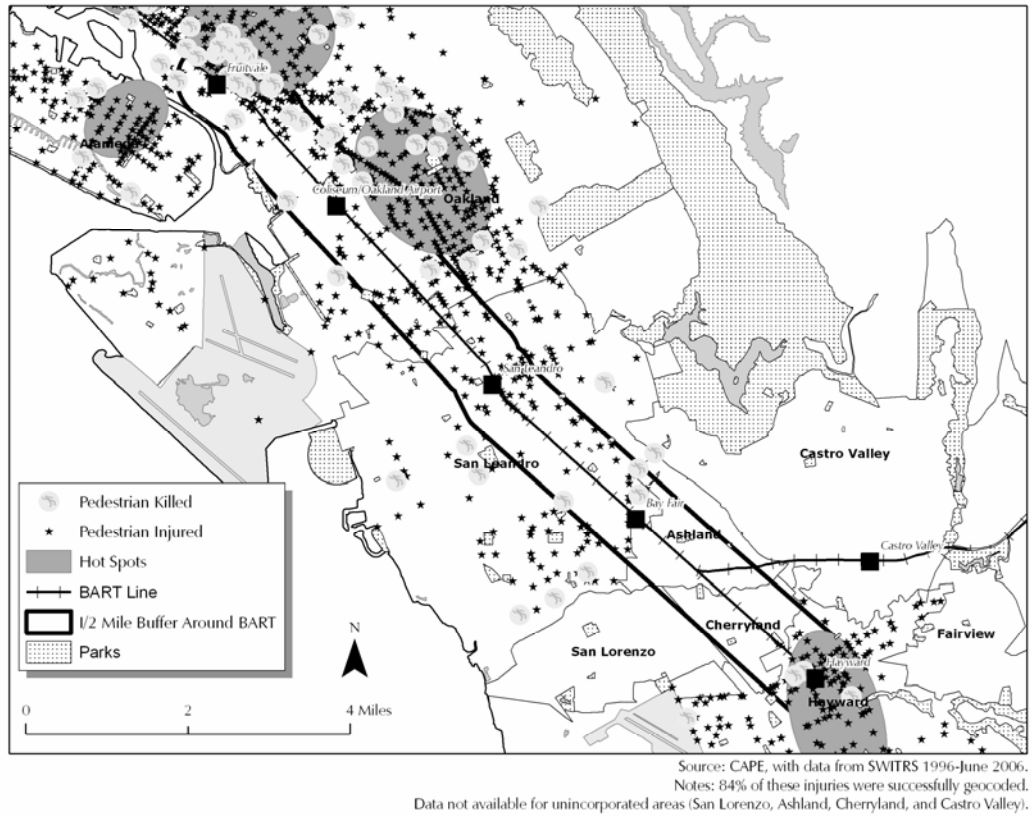 Fruitvale
Alameda
Coliseum/Oakland Airport
Oakland
San Leandro
San Leandro
Castro Valley
Bay Fair
Ashland
Castro Valley
Cherryland
Fairview
San Lorenzo
Hayward
Hayward
Pedestrian Killed
Pedestrian Injured
Hot Spots
BART Line
1/2 Mile Buffer Around BART
Parks
N
0 2 4 Miles
Source: CAPE, with data from SWITRS 1996-June 2006.
Notes: 84% of these injuries were successfully geocoded.
Data not available for unincorporated areas (San Lorenzo, Ashland, Cherryland, and Castro Valley).